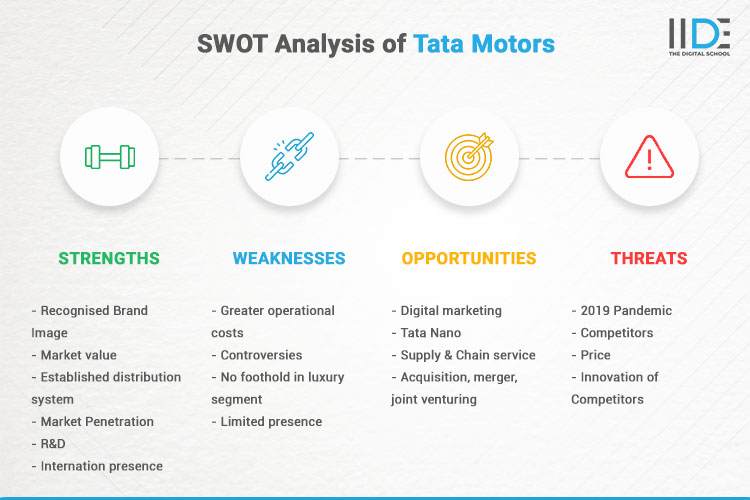 SWOT Analysis of Tata Motors
IIDE
THE DIGITAL SCHOOL
STRENGTHS
- Recognised Brand
Image
- Market value
- Established distribution
system
- Market Penetration
- R&D
- Internation presence
WEAKNESSES
- Greater operational
costs
- Controversies
- No foothold in luxury
segment
- Limited presence
OPPORTUNITIES
- Digital marketing
- Tata Nano
- Supply & Chain service
- Acquisition, merger,
joint venturing
THREATS
- 2019 Pandemic
- Competitors
- Price
- Innovation of
Competitors